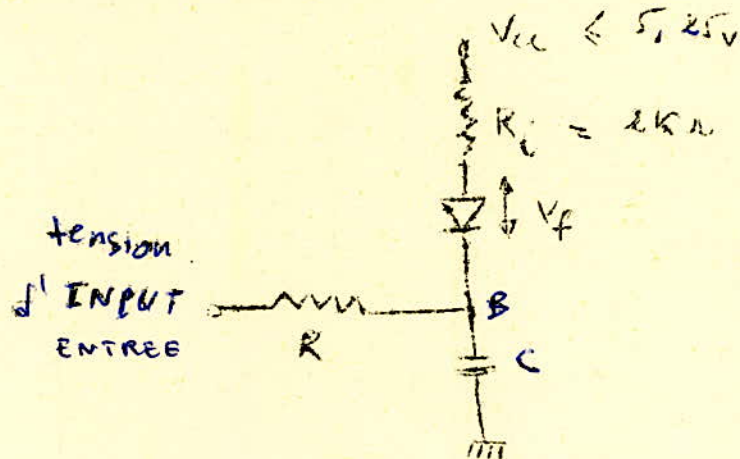 Vcc ≤ 5,25V
Ri = 2KΩ
Vf
tension
d'INPUT
ENTREE
R
B
C